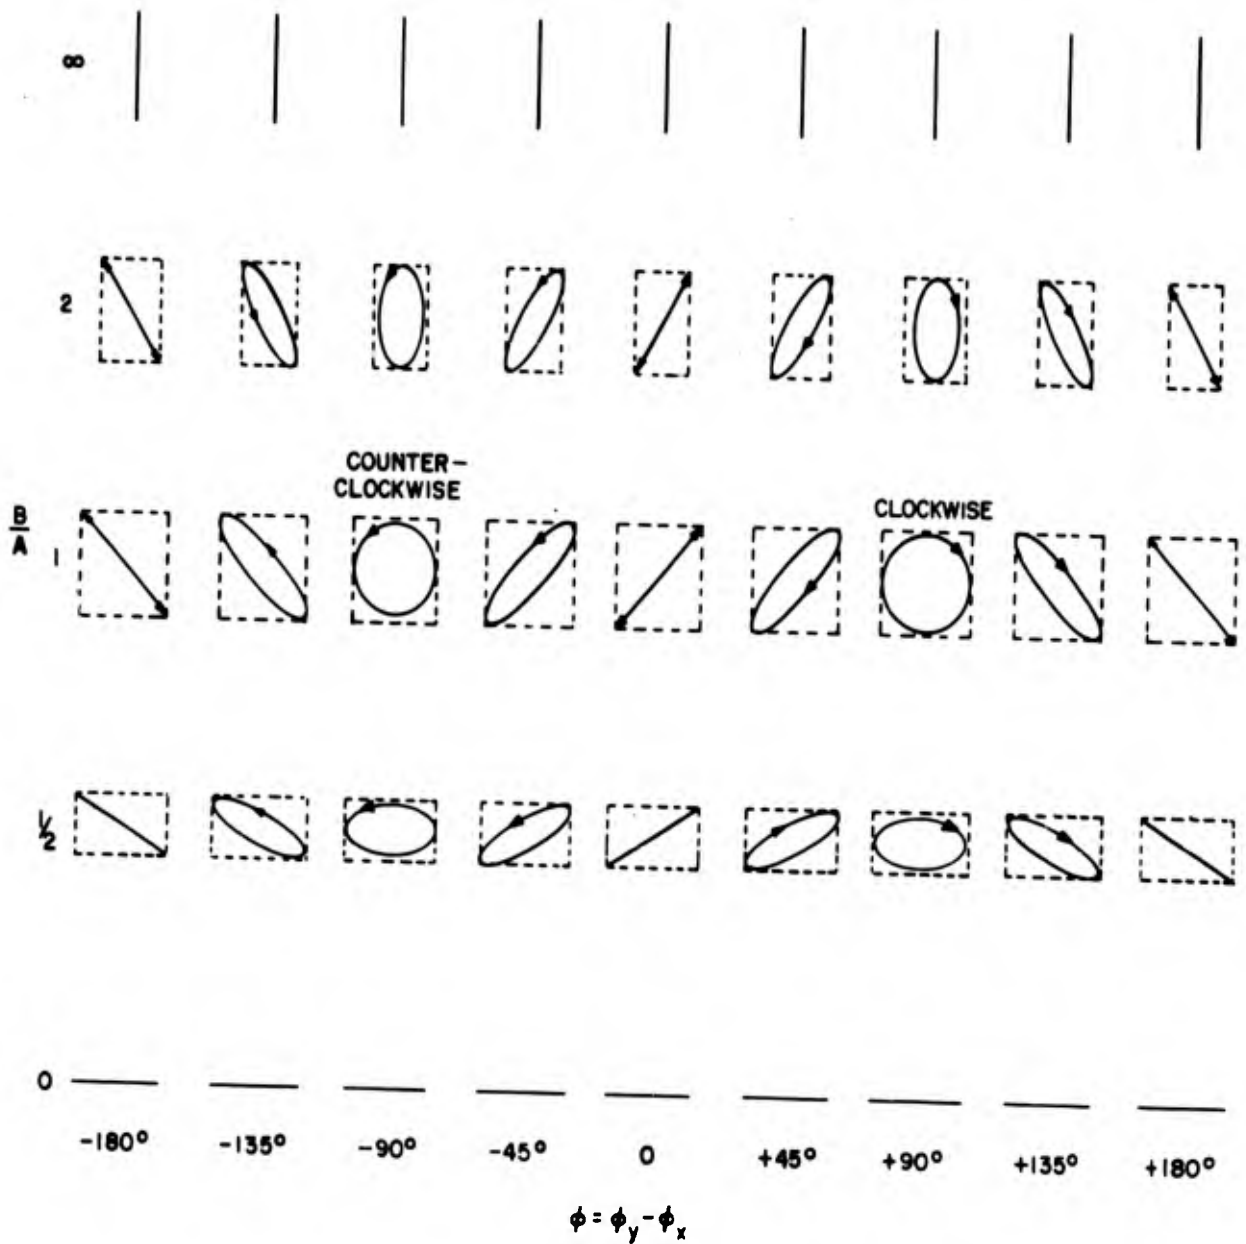 ∞
2
COUNTER-
CLOCKWISE
CLOCKWISE
B/A
1
1/2
0
-180° -135° -90° -45° 0 +45° +90° +135° +180°
ϕ = ϕy - ϕx